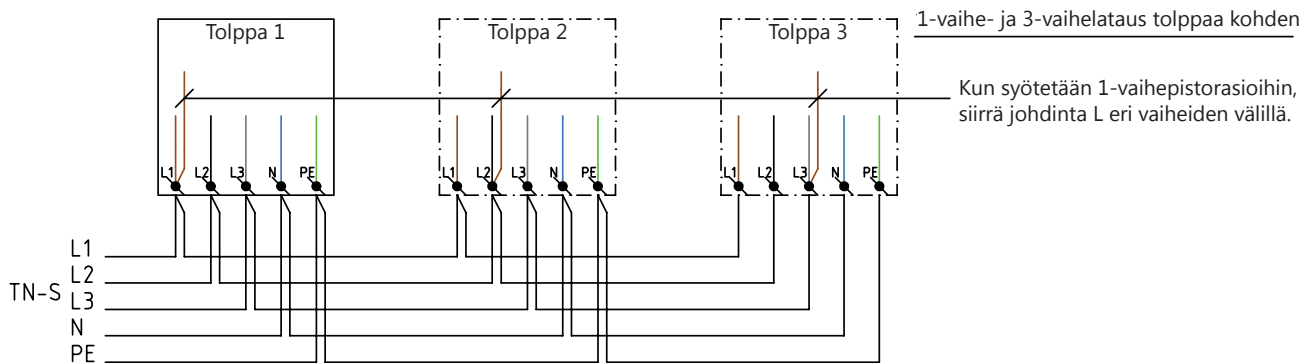 Tolppa 1
Tolppa 2
Tolppa 3
1-vaihe- ja 3-vaihelataus tolppaa kohden
Kun syötetään 1-vaihepistorasioihin,
siirrä johdinta L eri vaiheiden välillä.
L1 L2 L3 N PE
L1 L2 L3 N PE
L1 L2 L3 N PE
TN-S
L1
L2
L3
N
PE